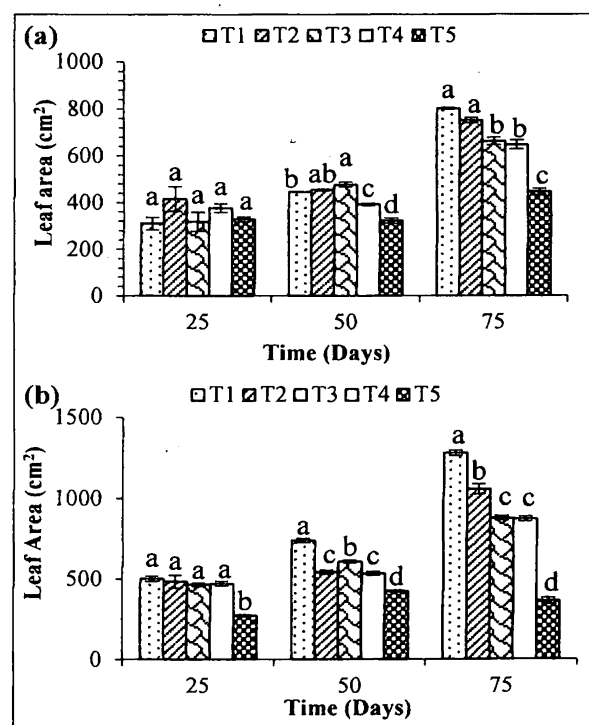 (a) T1 T2 T3 T4 T5
1000
800
600
400
200
0
Leaf area (cm²)
a a a a a
b ab a c d
a a b b c
25 50 75
Time (Days)
(b) T1 T2 T3 T4 T5
1500
1000
500
0
Leaf Area (cm²)
a a a a b
a c b c d
a b c c d
25 50 75
Time (Days)